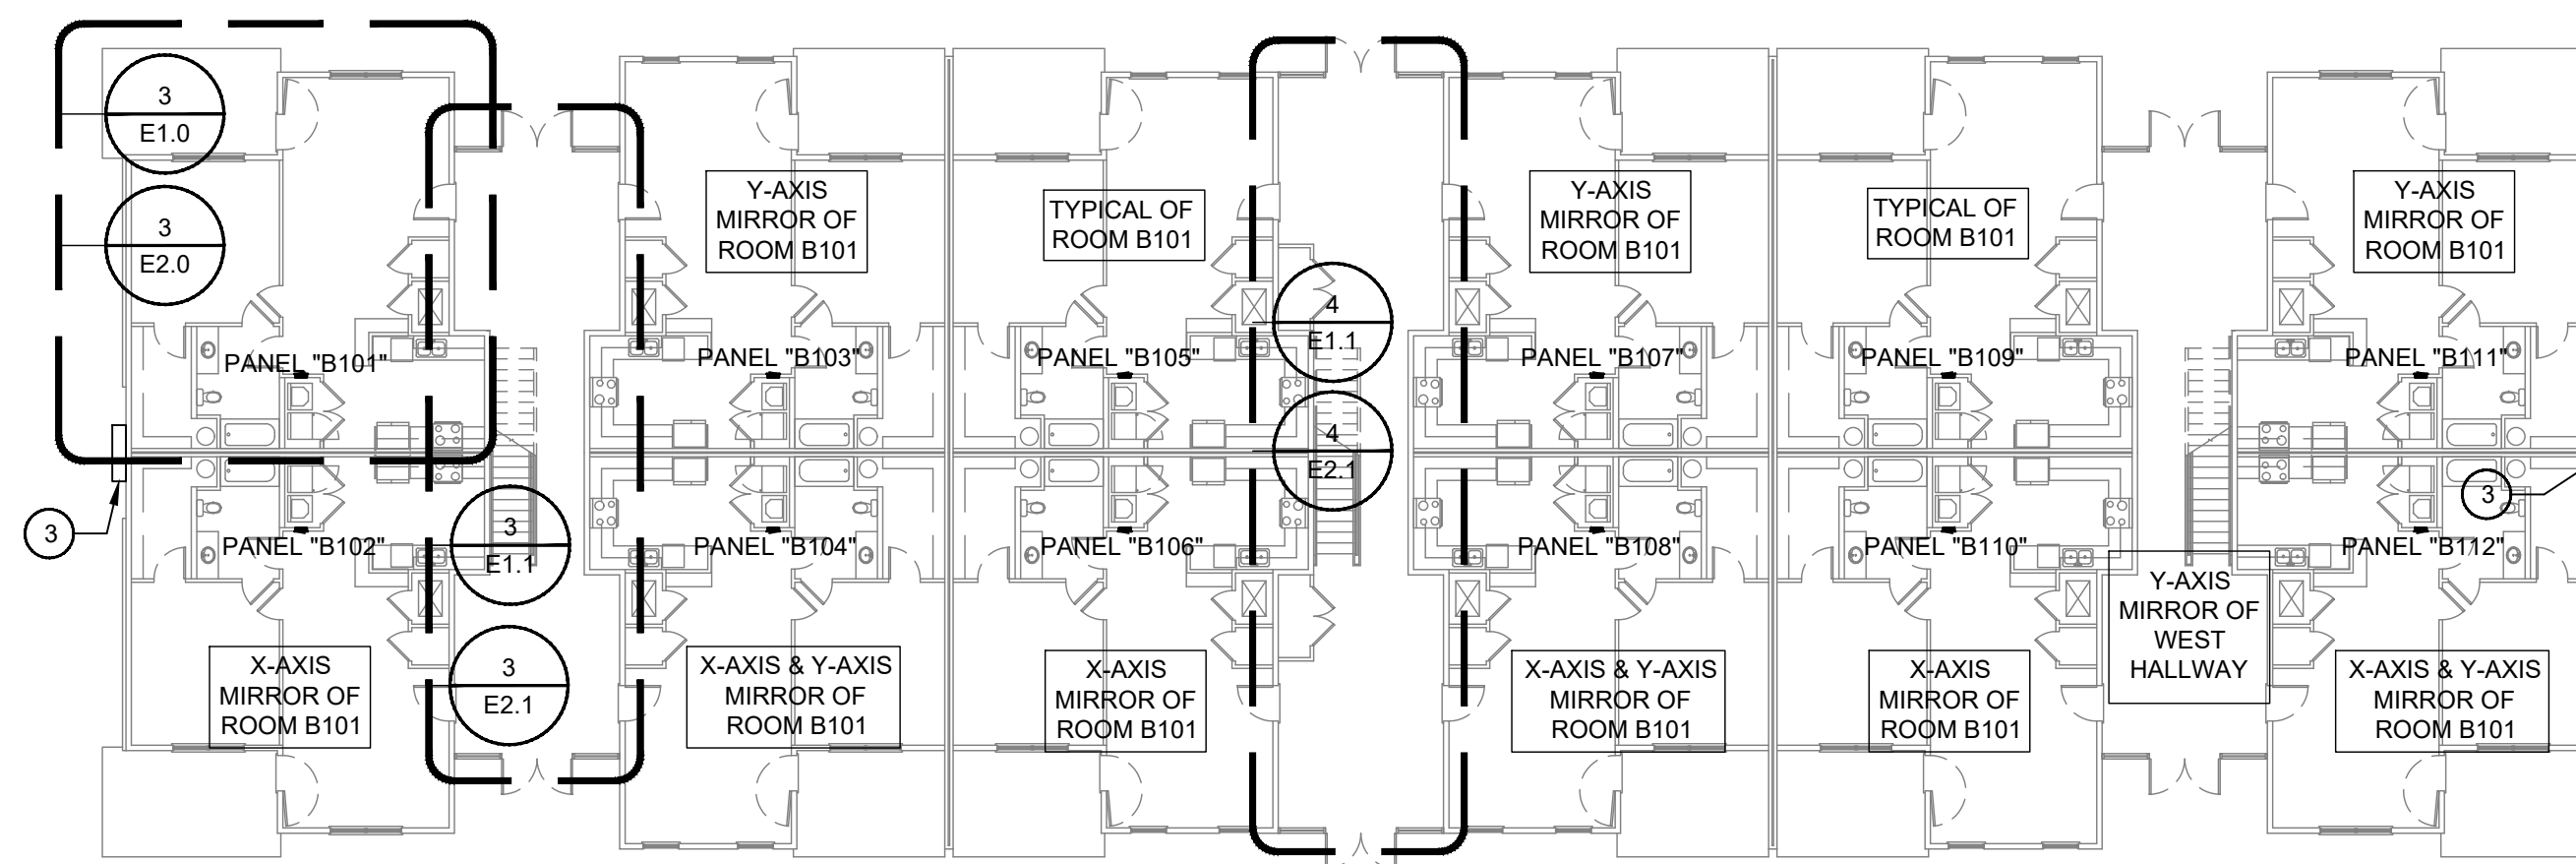 3
E1.0
3
E2.0
Y-AXIS
MIRROR OF
ROOM B101
TYPICAL OF
ROOM B101
Y-AXIS
MIRROR OF
ROOM B101
TYPICAL OF
ROOM B101
Y-AXIS
MIRROR OF
ROOM B101
4
E1.1
PANEL "B101"
PANEL "B103"
PANEL "B105"
PANEL "B107"
PANEL "B109"
PANEL "B111"
4
E2.1
3
3
3
E1.1
PANEL "B102"
PANEL "B104"
PANEL "B106"
PANEL "B108"
PANEL "B110"
PANEL "B112"
Y-AXIS
MIRROR OF
WEST
HALLWAY
3
E2.1
X-AXIS
MIRROR OF
ROOM B101
X-AXIS & Y-AXIS
MIRROR OF
ROOM B101
X-AXIS
MIRROR OF
ROOM B101
X-AXIS & Y-AXIS
MIRROR OF
ROOM B101
X-AXIS
MIRROR OF
ROOM B101
X-AXIS & Y-AXIS
MIRROR OF
ROOM B101